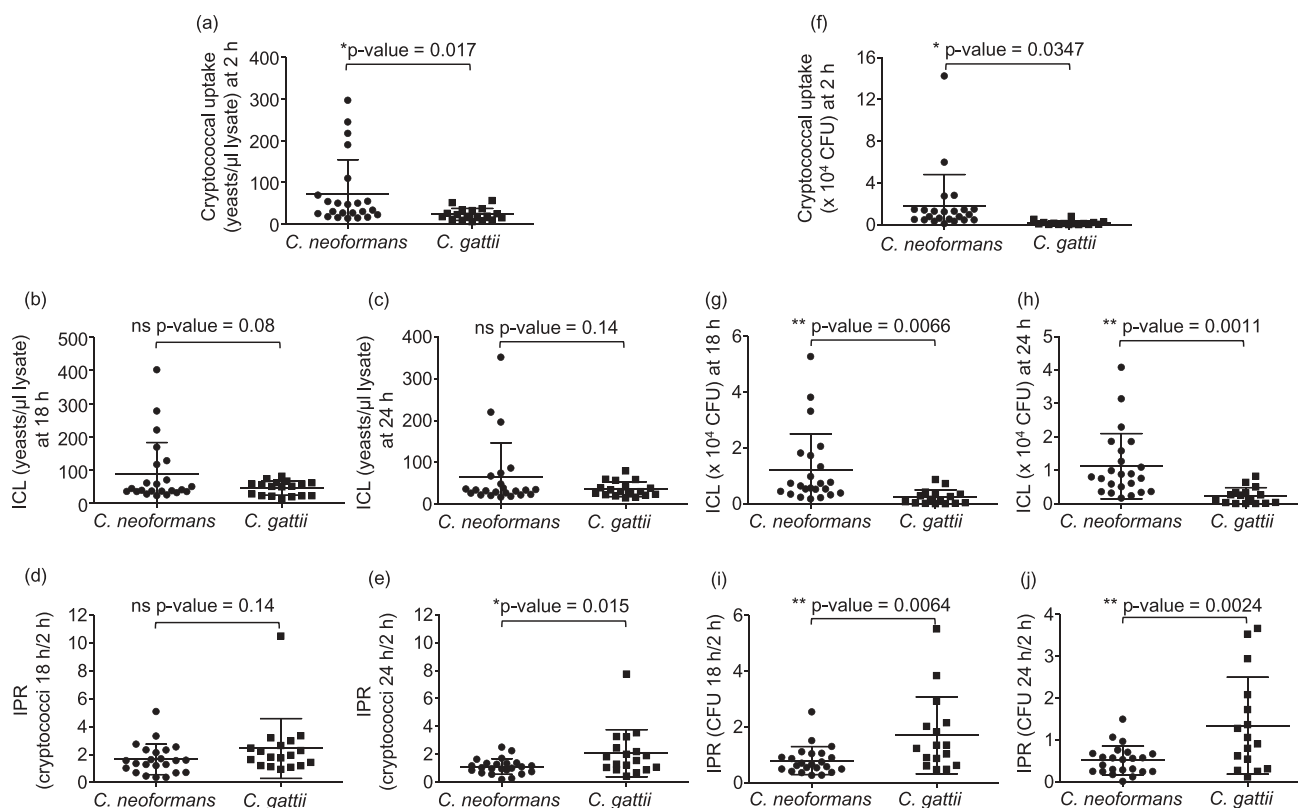 (a)
*p-value = 0.017
Cryptococcal uptake
(yeasts/µl lysate) at 2 h
400
300
200
100
0
C. neoformans
C. gattii
(f)
* p-value = 0.0347
Cryptococcal uptake
(x 10⁴ CFU) at 2 h
16
12
8
4
0
C. neoformans
C. gattii
(b)
ns p-value = 0.08
ICL (yeasts/µl lysate)
at 18 h
500
400
300
200
100
0
C. neoformans
C. gattii
(c)
ns p-value = 0.14
ICL (yeasts/µl lysate)
at 24 h
400
300
200
100
0
C. neoformans
C. gattii
(g)
** p-value = 0.0066
ICL (x 10⁴ CFU) at 18 h
6
4
2
0
C. neoformans
C. gattii
(h)
** p-value = 0.0011
ICL (x 10⁴ CFU) at 24 h
5
4
3
2
1
0
C. neoformans
C. gattii
(d)
ns p-value = 0.14
IPR
(cryptococci 18 h/2 h)
12
10
8
6
4
2
0
C. neoformans
C. gattii
(e)
*p-value = 0.015
IPR
(cryptococci 24 h/2 h)
12
10
8
6
4
2
0
C. neoformans
C. gattii
(i)
** p-value = 0.0064
IPR (CFU 18 h/2 h)
6
4
2
0
C. neoformans
C. gattii
(j)
** p-value = 0.0024
IPR (CFU 24 h/2 h)
4
3
2
1
0
C. neoformans
C. gattii